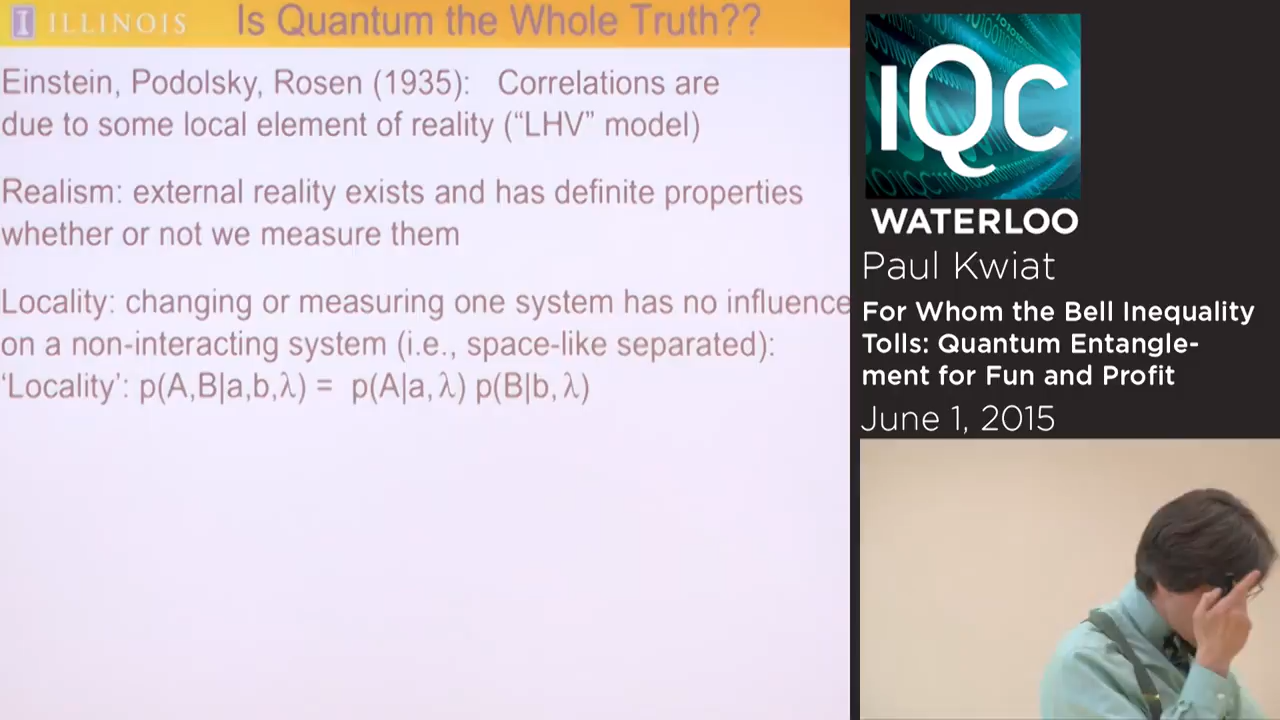 ILLINOIS Is Quantum the Whole Truth??
Einstein, Podolsky, Rosen (1935): Correlations are
due to some local element of reality (“LHV” model)
Realism: external reality exists and has definite properties
whether or not we measure them
Locality: changing or measuring one system has no influence
on a non-interacting system (i.e., space-like separated):
‘Locality’: p(A,B|a,b,λ) = p(A|a,λ) p(B|b,λ)
IQC
WATERLOO
Paul Kwiat
For Whom the Bell Inequality
Tolls: Quantum Entangle-
ment for Fun and Profit
June 1, 2015